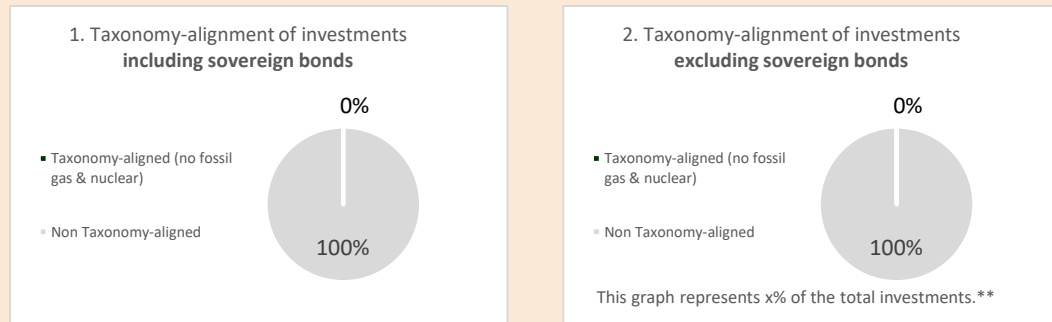 1. Taxonomy-alignment of investments
including sovereign bonds
0%
Taxonomy-aligned (no fossil
gas & nuclear)
Non Taxonomy-aligned
100%
2. Taxonomy-alignment of investments
excluding sovereign bonds
0%
Taxonomy-aligned (no fossil
gas & nuclear)
Non Taxonomy-aligned
100%
This graph represents x% of the total investments.**